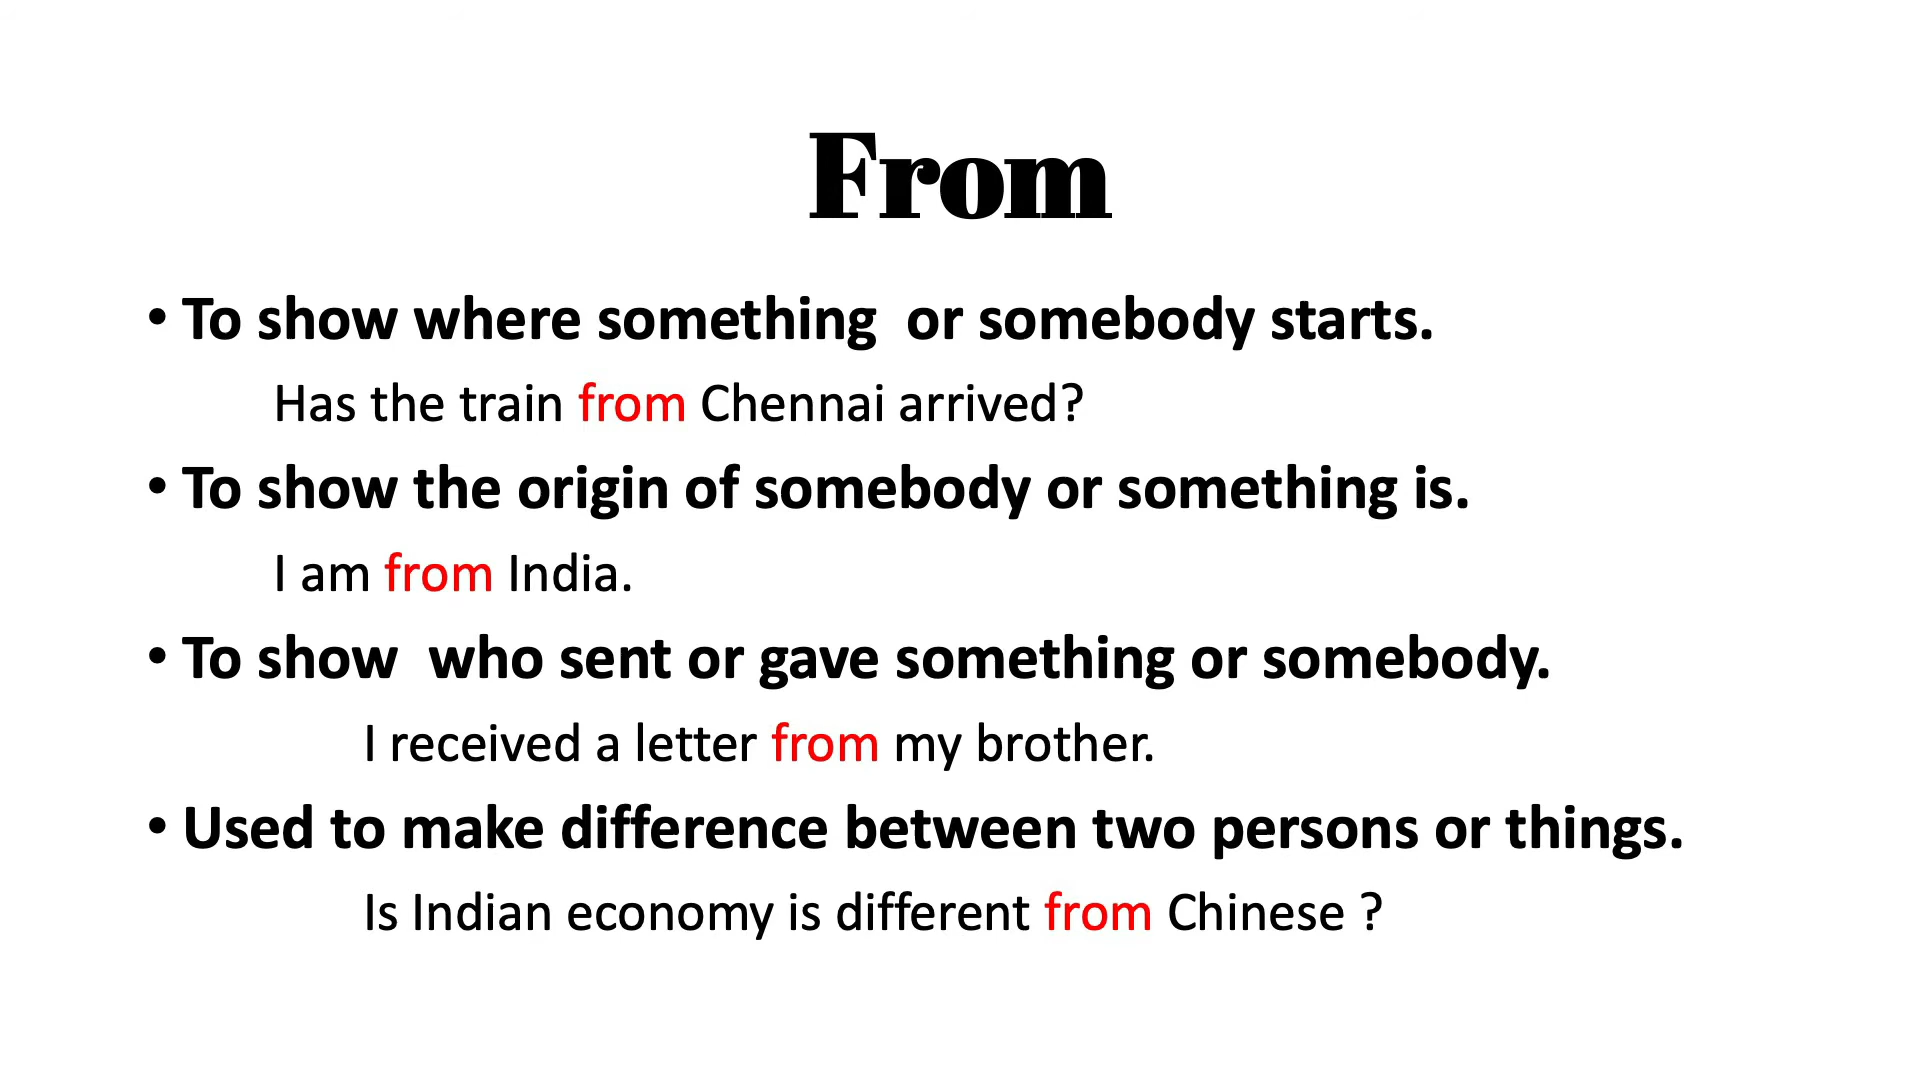 From
• To show where something  or somebody starts.
Has the train from Chennai arrived?
• To show the origin of somebody or something is.
I am from India.
• To show  who sent or gave something or somebody.
I received a letter from my brother.
• Used to make difference between two persons or things.
Is Indian economy is different from Chinese ?